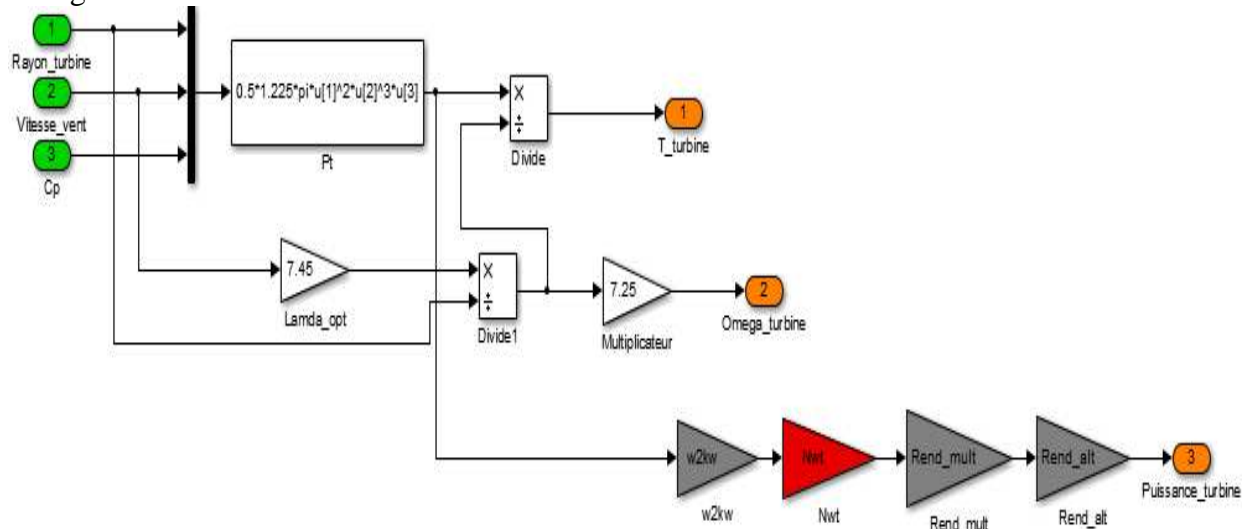 1
Rayon_turbine
2
Vitesse_vent
3
Cp
0.5*1.225*pi*u[1]^2*u[2]^3*u[3]
Pt
×
÷
Divide
1
T_turbine
7.45
Lamda_opt
×
÷
Divide1
7.25
Multiplicateur
2
Omega_turbine
w2kw
w2kw
Nwt
Nwt
Rend_mult
Rend_mult
Rend_alt
Rend_alt
3
Puissance_turbine